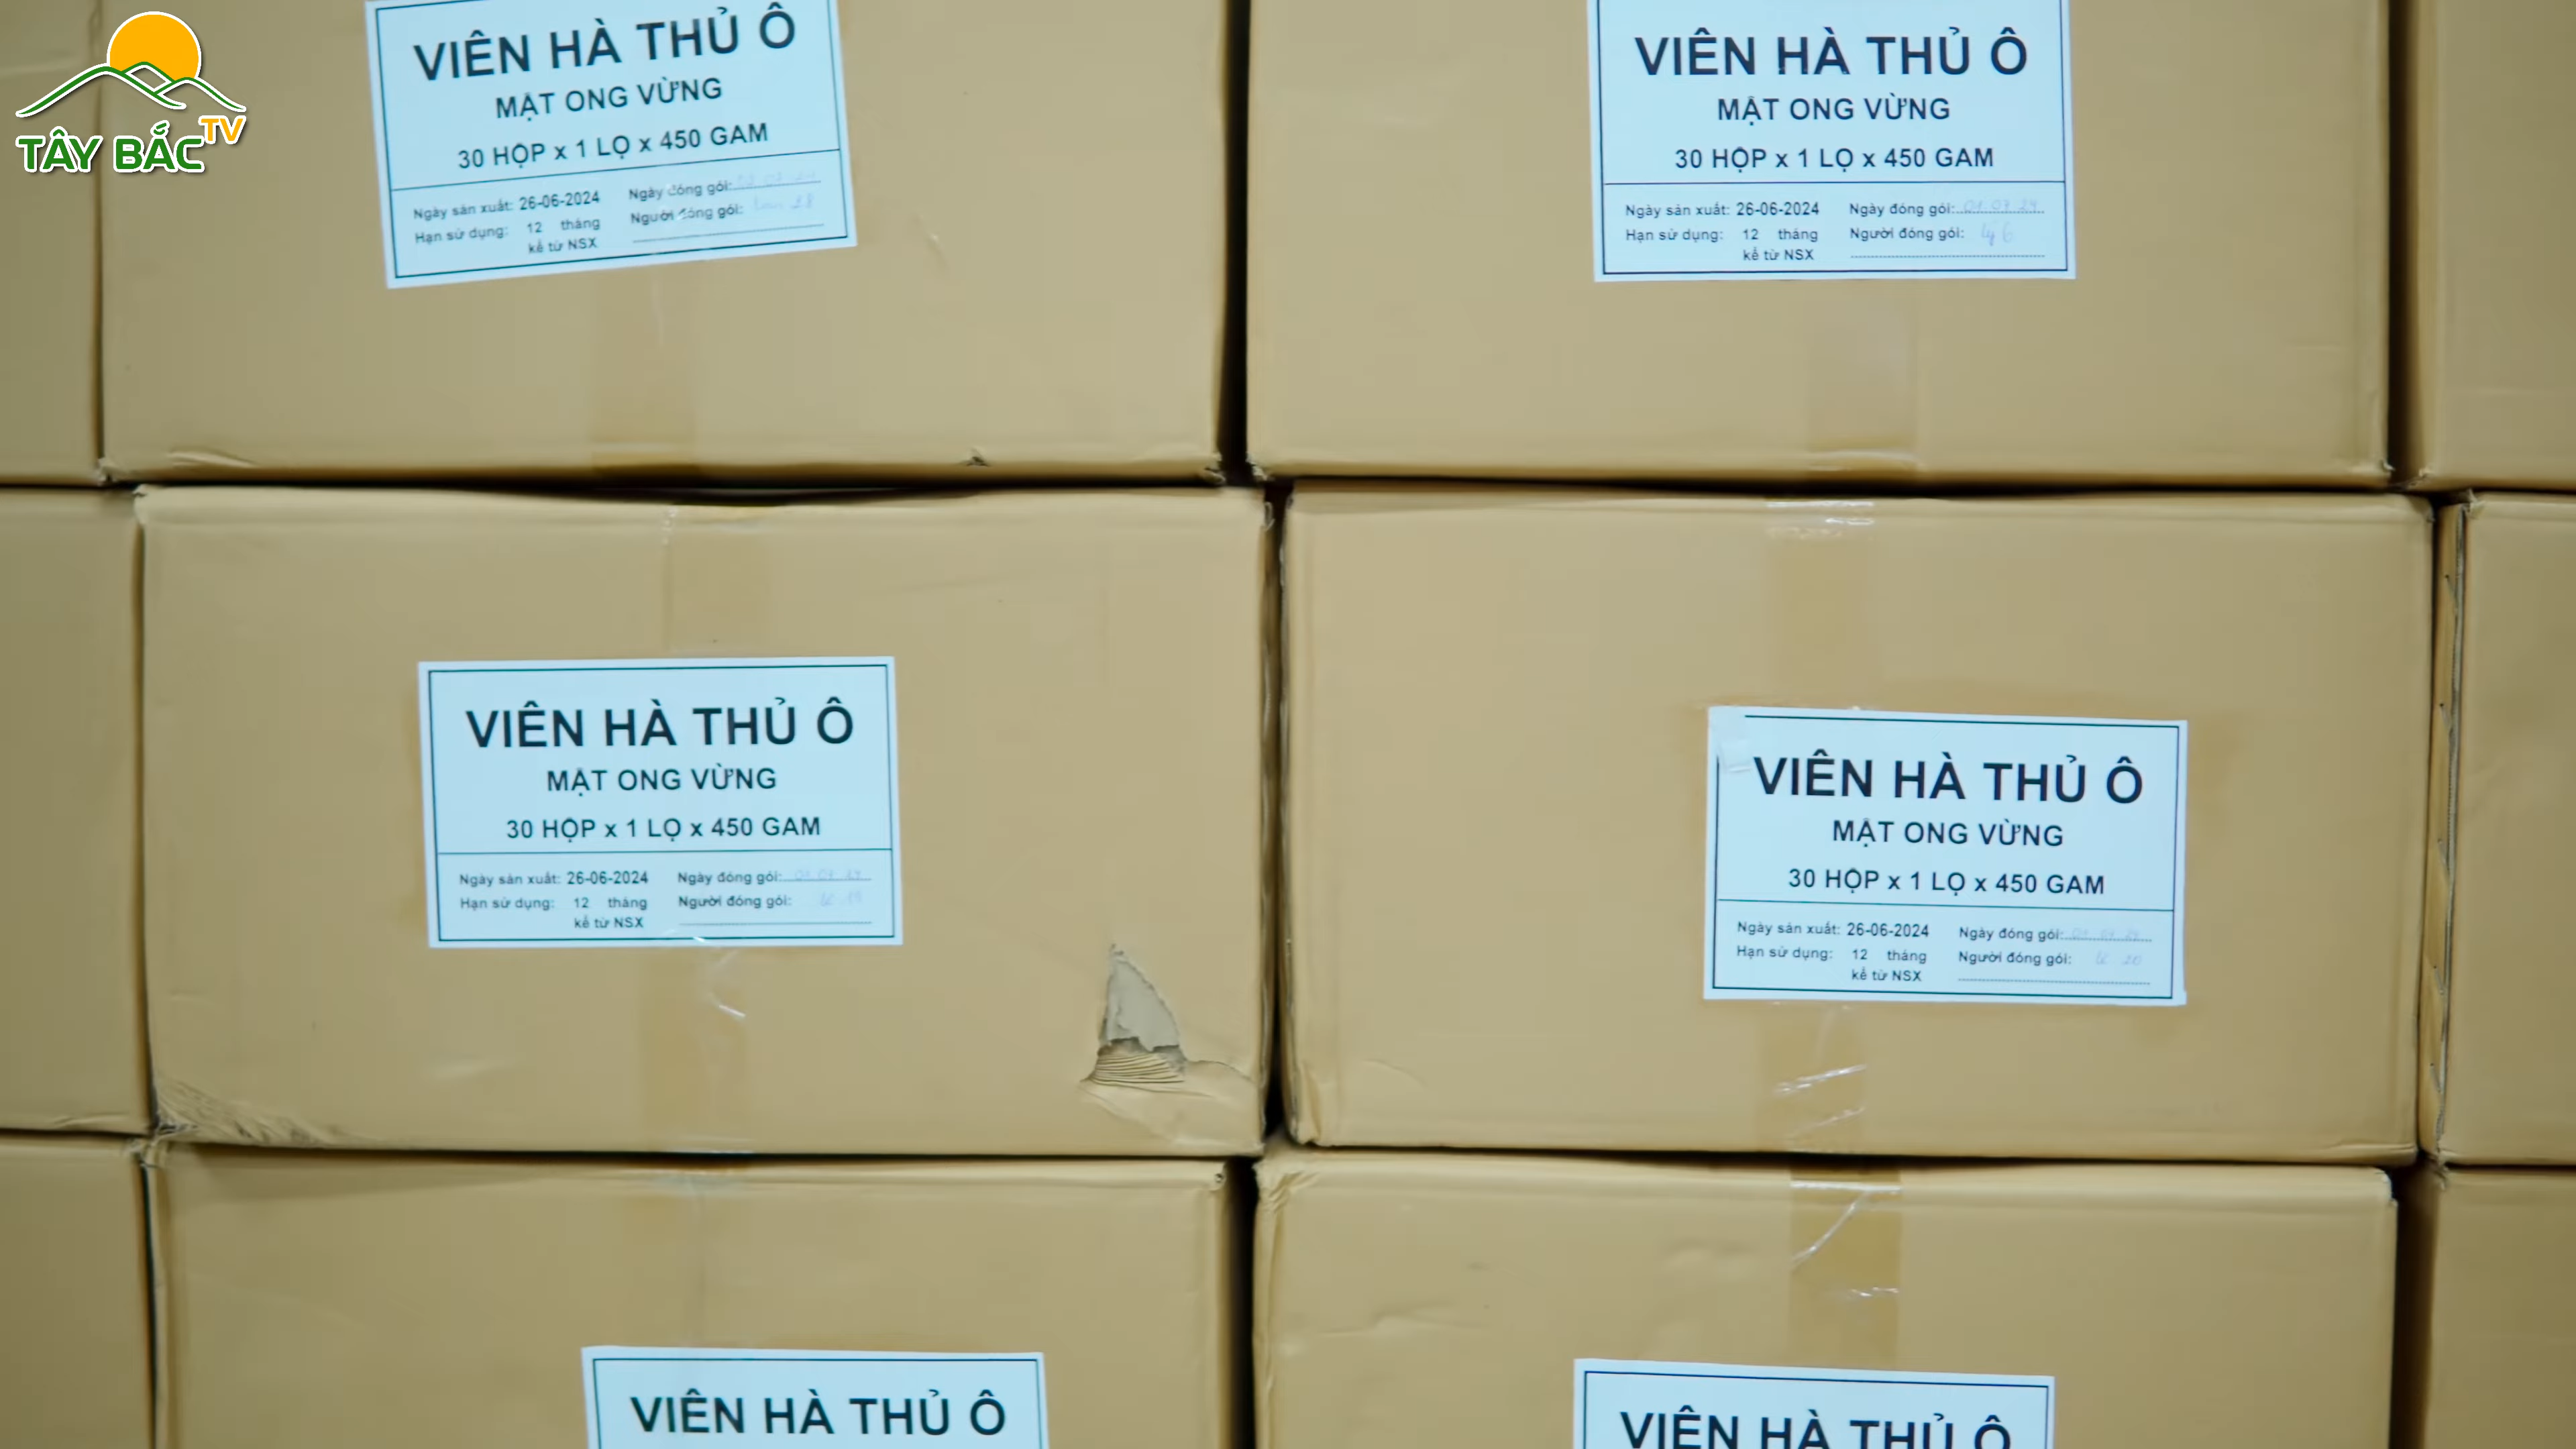 TÂY BẮC TV
VIÊN HÀ THỦ Ô
MẬT ONG VỪNG
30 HỘP x 1 LỌ x 450 GAM
Ngày sản xuất: 26-06-2024
Hạn sử dụng: 12 tháng
kể từ NSX
Ngày đóng gói:
Người đóng gói:
VIÊN HÀ THỦ Ô
MẬT ONG VỪNG
30 HỘP x 1 LỌ x 450 GAM
Ngày sản xuất: 26-06-2024
Hạn sử dụng: 12 tháng
kể từ NSX
Ngày đóng gói: 01.07.24
Người đóng gói:
VIÊN HÀ THỦ Ô
MẬT ONG VỪNG
30 HỘP x 1 LỌ x 450 GAM
Ngày sản xuất: 26-06-2024
Hạn sử dụng: 12 tháng
kể từ NSX
Ngày đóng gói:
Người đóng gói:
VIÊN HÀ THỦ Ô
MẬT ONG VỪNG
30 HỘP x 1 LỌ x 450 GAM
Ngày sản xuất: 26-06-2024
Hạn sử dụng: 12 tháng
kể từ NSX
Ngày đóng gói:
Người đóng gói:
VIÊN HÀ THỦ Ô
VIÊN HÀ THỦ Ô